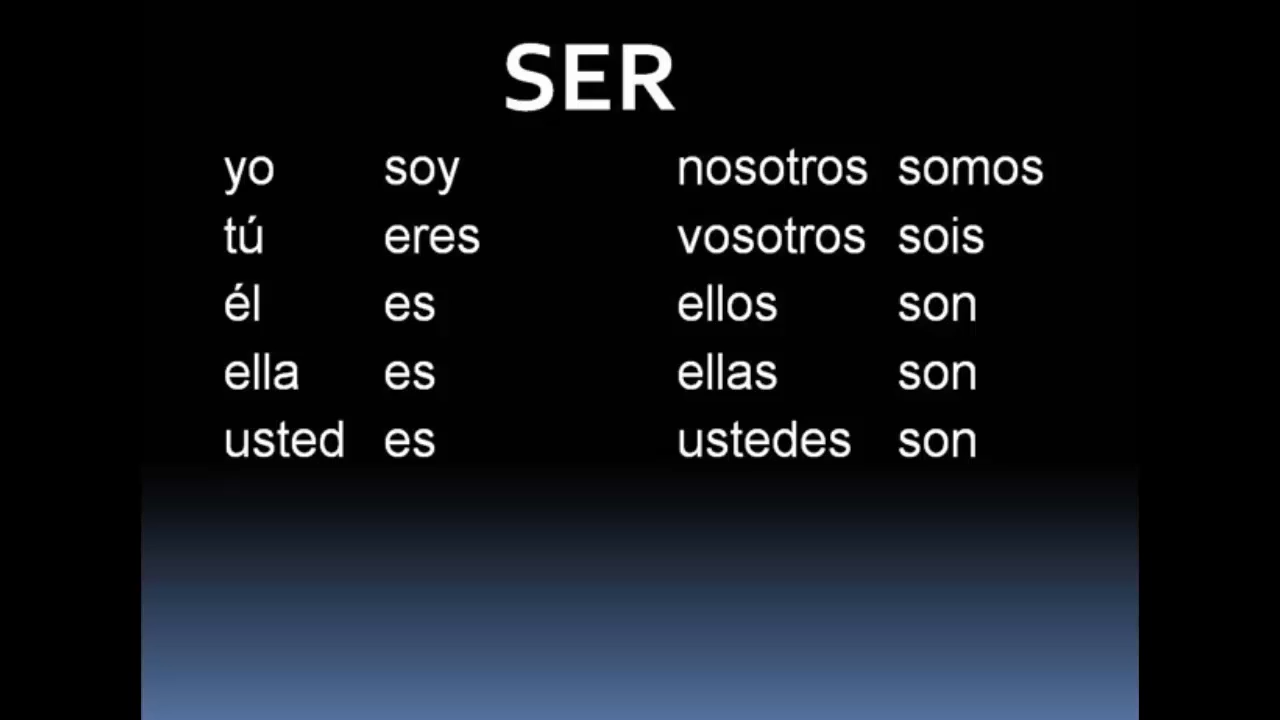 SER
yo soy nosotros somos
tú eres vosotros sois
él es ellos son
ella es ellas son
usted es ustedes son